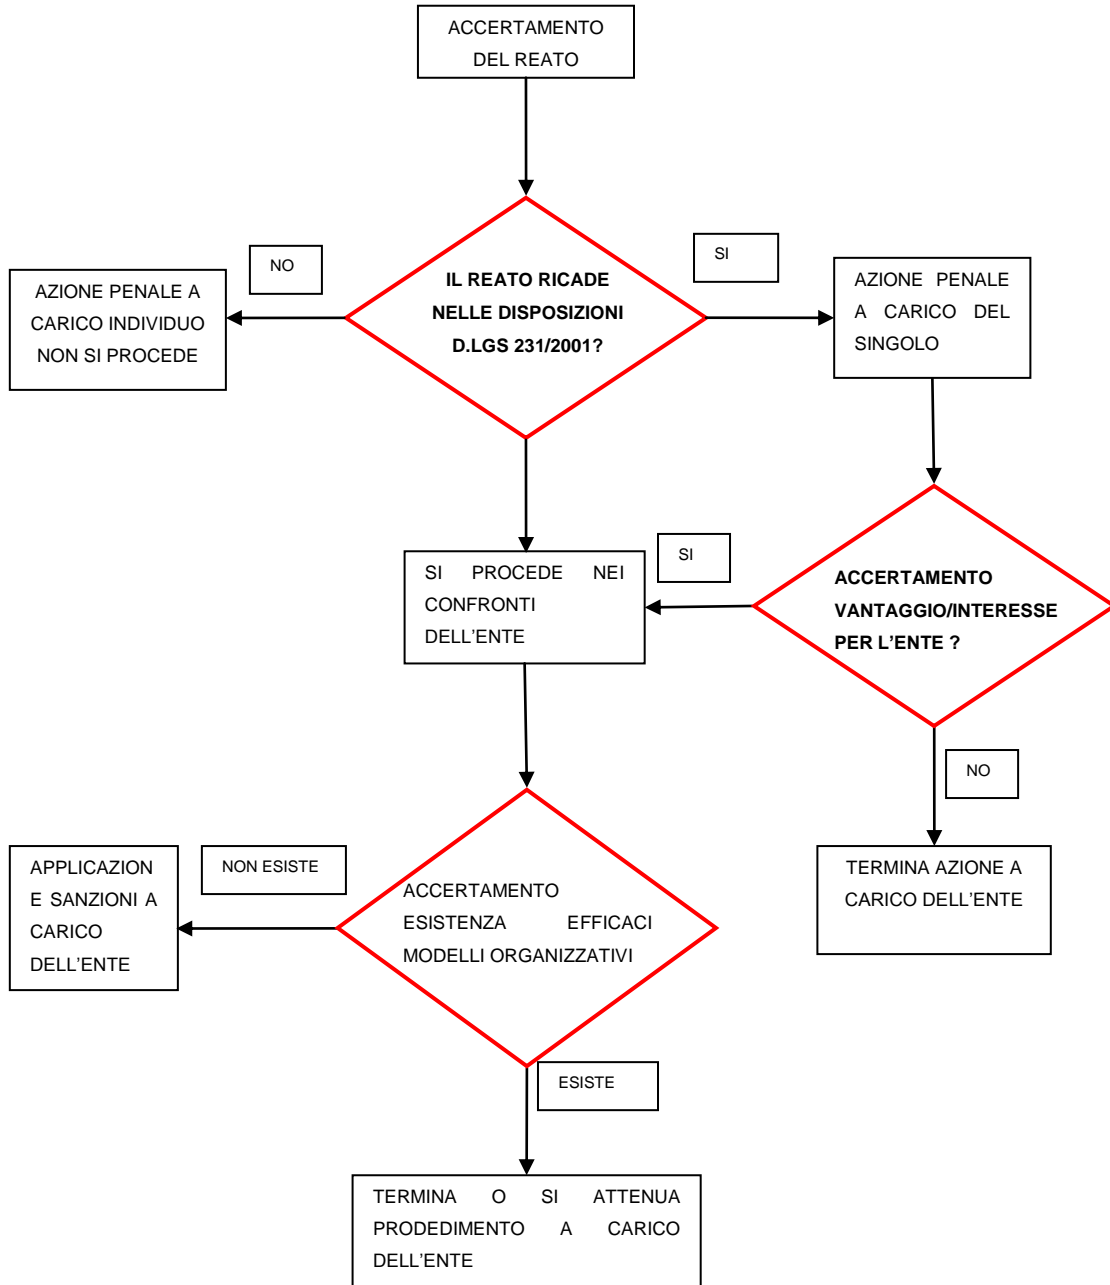 ACCERTAMENTO
DEL REATO
NO
SI
IL REATO RICADE
NELLE DISPOSIZIONI
D.LGS 231/2001?
AZIONE PENALE A
CARICO INDIVIDUO
NON SI PROCEDE
AZIONE PENALE
A CARICO DEL
SINGOLO
SI PROCEDE NEI
CONFRONTI
DELL'ENTE
SI
ACCERTAMENTO
VANTAGGIO/INTERESSE
PER L'ENTE ?
NO
APPLICAZION
E SANZIONI A
CARICO
DELL'ENTE
NON ESISTE
ACCERTAMENTO
ESISTENZA EFFICACI
MODELLI ORGANIZZATIVI
TERMINA AZIONE A
CARICO DELL'ENTE
ESISTE
TERMINA O SI ATTENUA
PRODEDIMENTO A CARICO
DELL'ENTE